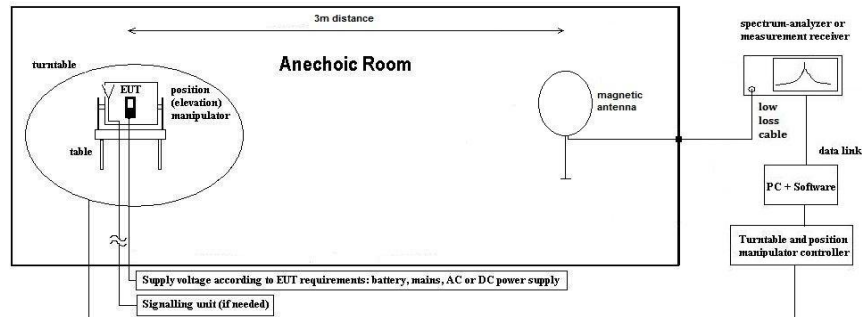 3m distance
Anechoic Room
turntable
EUT
position
(elevation)
manipulator
table
magnetic
antenna
spectrum-analyzer or
measurement receiver
low
loss
cable
data link
PC + Software
Turntable and position
manipulator controller
Supply voltage according to EUT requirements: battery, mains, AC or DC power supply
Signalling unit (if needed)